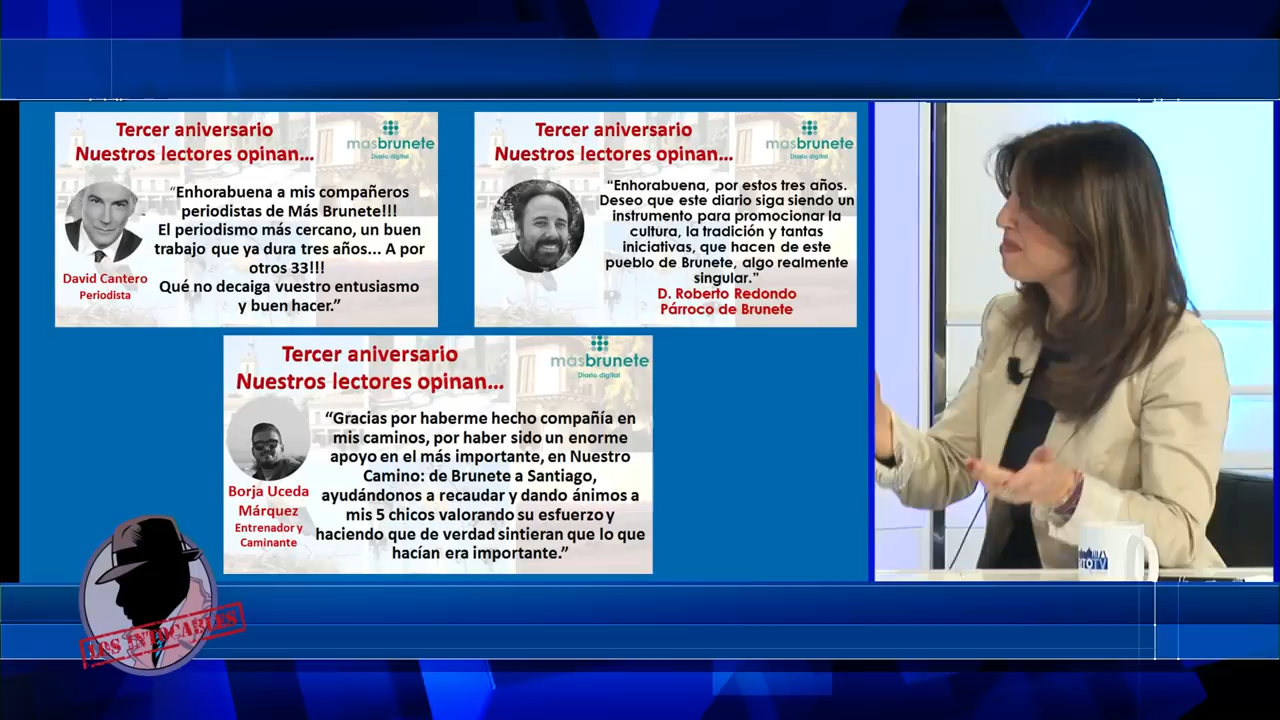 Tercer aniversario
Nuestros lectores opinan...
masbrunete
Diario digital
“Enhorabuena a mis compañeros
periodistas de Más Brunete!!!
El periodismo más cercano, un buen
trabajo que ya dura tres años... A por
otros 33!!!
Qué no decaiga vuestro entusiasmo
y buen hacer.”
David Cantero
Periodista
Tercer aniversario
Nuestros lectores opinan...
masbrunete
Diario digital
"Enhorabuena, por estos tres años.
Deseo que este diario siga siendo un
instrumento para promocionar la
cultura, la tradición y tantas
iniciativas, que hacen de este
pueblo de Brunete, algo realmente
singular."
D. Roberto Redondo
Párroco de Brunete
Tercer aniversario
Nuestros lectores opinan...
masbrunete
Diario digital
“Gracias por haberme hecho compañía en
mis caminos, por haber sido un enorme
apoyo en el más importante, en Nuestro
Camino: de Brunete a Santiago,
ayudándonos a recaudar y dando ánimos a
mis 5 chicos valorando su esfuerzo y
haciendo que de verdad sintieran que lo que
hacían era importante.”
Borja Uceda
Márquez
Entrenador y
Caminante
LOS INTOCABLES